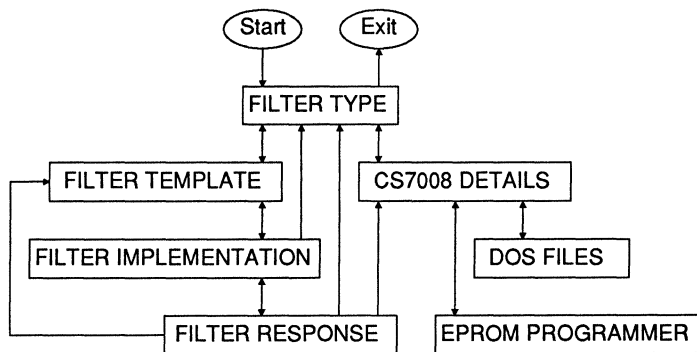 Start
Exit
FILTER TYPE
FILTER TEMPLATE
CS7008 DETAILS
FILTER IMPLEMENTATION
DOS FILES
FILTER RESPONSE
EPROM PROGRAMMER